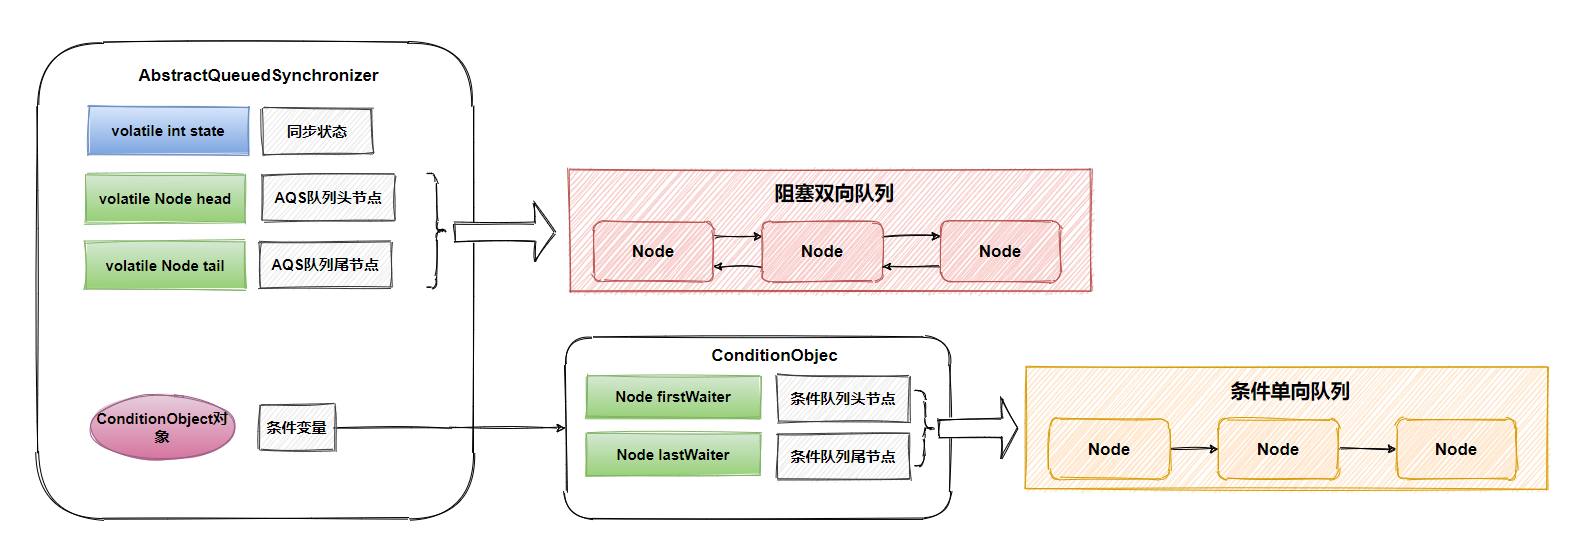 AbstractQueuedSynchronizer
volatile int state
同步状态
volatile Node head
AQS队列头节点
volatile Node tail
AQS队列尾节点
ConditionObject对
象
条件变量
阻塞双向队列
Node
Node
Node
ConditionObjec
Node firstWaiter
条件队列头节点
Node lastWaiter
条件队列尾节点
条件单向队列
Node
Node
Node